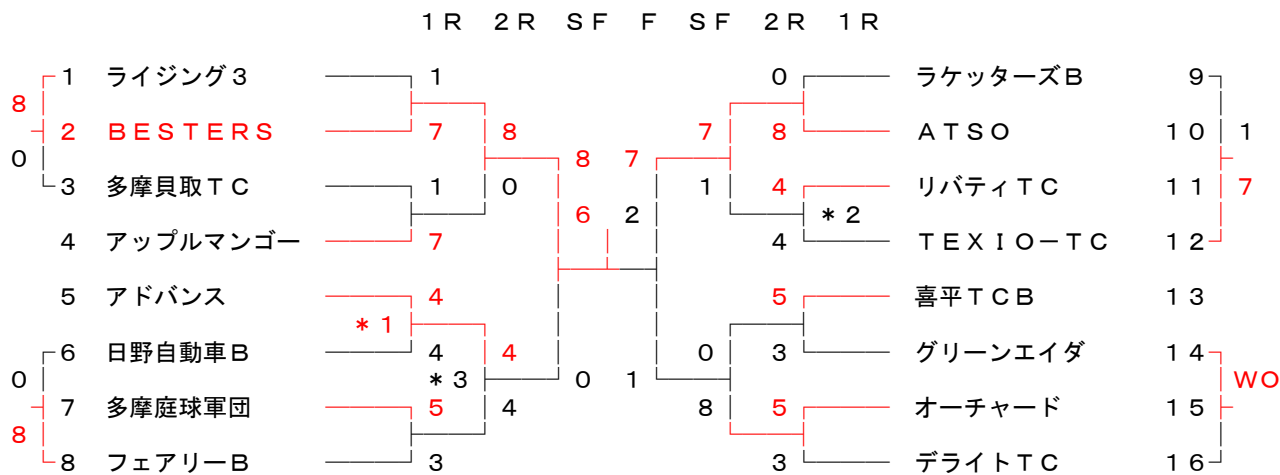 １Ｒ ２Ｒ ＳＦ Ｆ ＳＦ ２Ｒ １Ｒ
1 ライジング３ 1 0 ラケッターズＢ 9
8
2 ＢＥＳＴＥＲＳ 7 8 7 8 ＡＴＳＯ 10 1
0 8 7
3 多摩貝取ＴＣ 1 0 1 4 リバティＴＣ 11 7
6 2 ＊2
4 アップルマンゴー 7 4 ＴＥＸＩＯ－ＴＣ 12
5 アドバンス 4 5 喜平ＴＣＢ 13
＊1
6 日野自動車Ｂ 4 4 0 3 グリーンエイダ 14
0 ＊3 0 1 ＷＯ
7 多摩庭球軍団 5 4 8 5 オーチャード 15
8
8 フェアリーＢ 3 3 デライトＴＣ 16